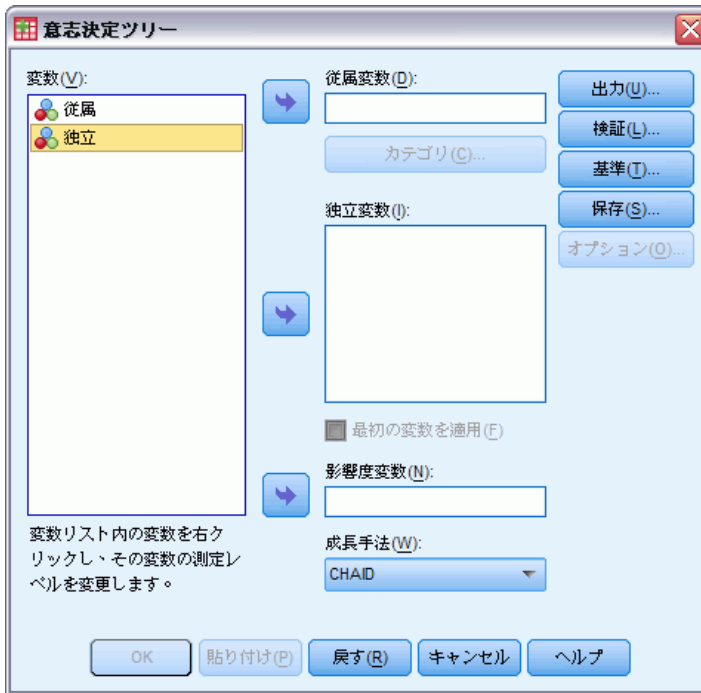 意志決定ツリー
変数(V):
従属
独立
変数リスト内の変数を右ク
リックし、その変数の測定レ
ベルを変更します。
従属変数(D):
カテゴリ(C)...
独立変数(I):
最初の変数を適用(F)
影響度変数(N):
成長手法(W):
CHAID
出力(U)...
検証(L)...
基準(T)...
保存(S)...
オプション(O)...
OK
貼り付け(P)
戻す(R)
キャンセル
ヘルプ